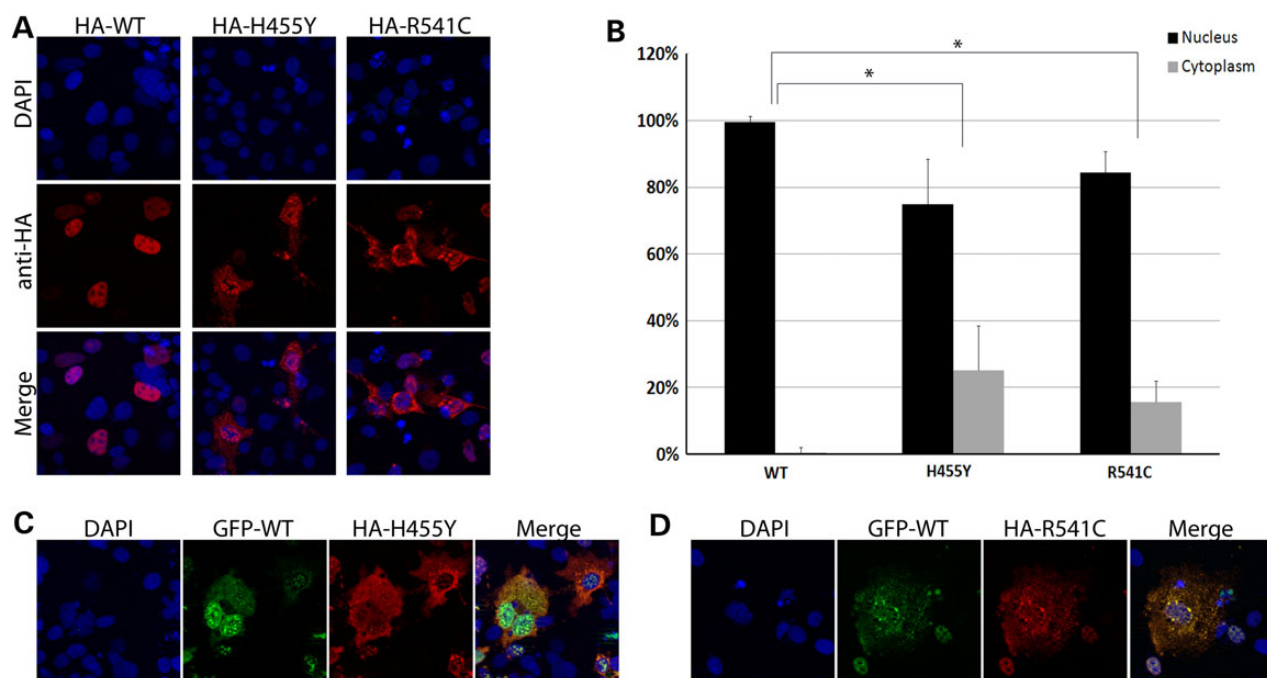 A
HA-WT HA-H455Y HA-R541C
DAPI
anti-HA
Merge
B
120%
100%
80%
60%
40%
20%
0%
* 
*
Nucleus
Cytoplasm
WT H455Y R541C
C
DAPI GFP-WT HA-H455Y Merge
D
DAPI GFP-WT HA-R541C Merge